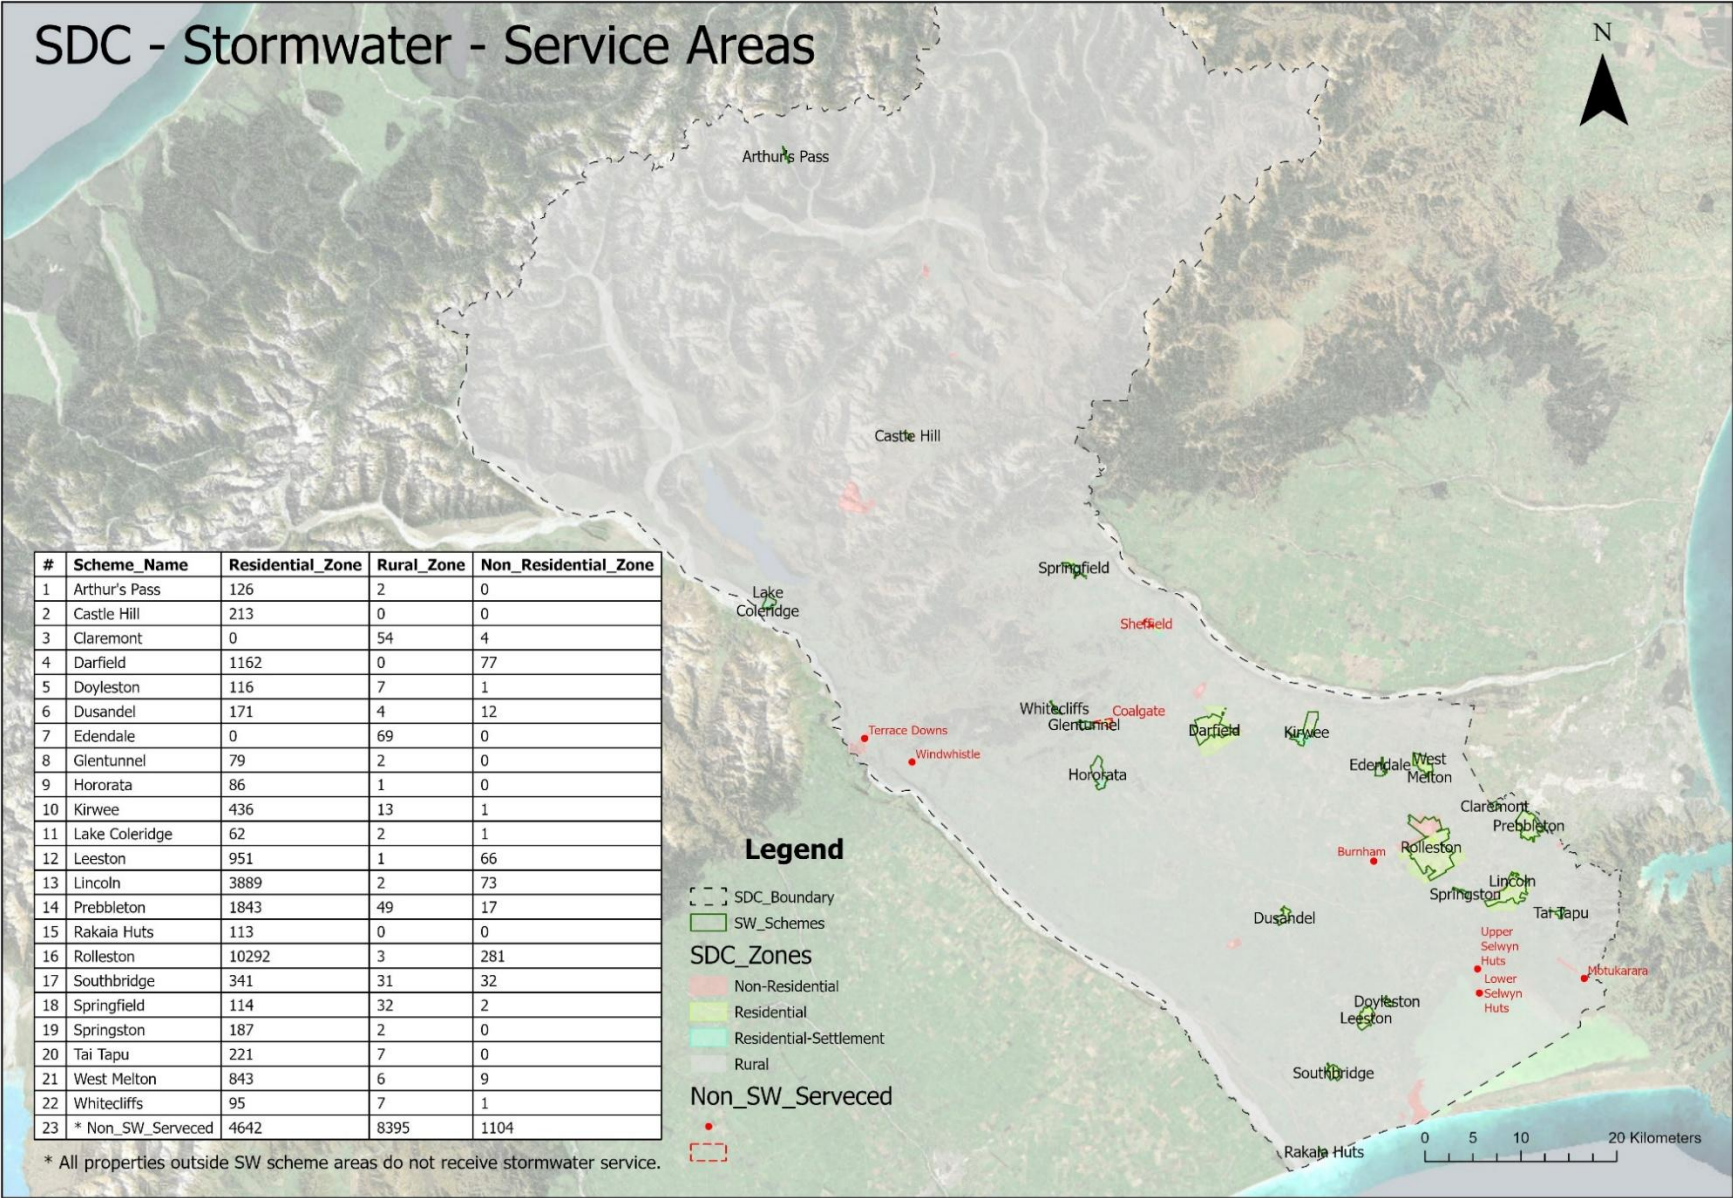 SDC - Stormwater - Service Areas
N
Arthur's Pass
Castle Hill
Springfield
Lake
Coleridge
Sheffield
Whitecliffs
Coalgate
Glentunnel
Terrace Downs
Windwhistle
Hororata
Darfield
Kirwee
Edendale
West
Melton
Claremont
Prebbleton
Rolleston
Burnham
Lincoln
Springston
Tai Tapu
Dusandel
Upper
Selwyn
Huts
Motukarara
Lower
Selwyn
Huts
Doyleston
Leeston
Southbridge
Rakaia Huts
# Scheme_Name Residential_Zone Rural_Zone Non_Residential_Zone
1 Arthur's Pass 126 2 0
2 Castle Hill 213 0 0
3 Claremont 0 54 4
4 Darfield 1162 0 77
5 Doyleston 116 7 1
6 Dusandel 171 4 12
7 Edendale 0 69 0
8 Glentunnel 79 2 0
9 Hororata 86 1 0
10 Kirwee 436 13 1
11 Lake Coleridge 62 2 1
12 Leeston 951 1 66
13 Lincoln 3889 2 73
14 Prebbleton 1843 49 17
15 Rakaia Huts 113 0 0
16 Rolleston 10292 3 281
17 Southbridge 341 31 32
18 Springfield 114 32 2
19 Springston 187 2 0
20 Tai Tapu 221 7 0
21 West Melton 843 6 9
22 Whitecliffs 95 7 1
23 * Non_SW_Serveced 4642 8395 1104
* All properties outside SW scheme areas do not receive stormwater service.
Legend
SDC_Boundary
SW_Schemes
SDC_Zones
Non-Residential
Residential
Residential-Settlement
Rural
Non_SW_Serveced
0 5 10 20 Kilometers